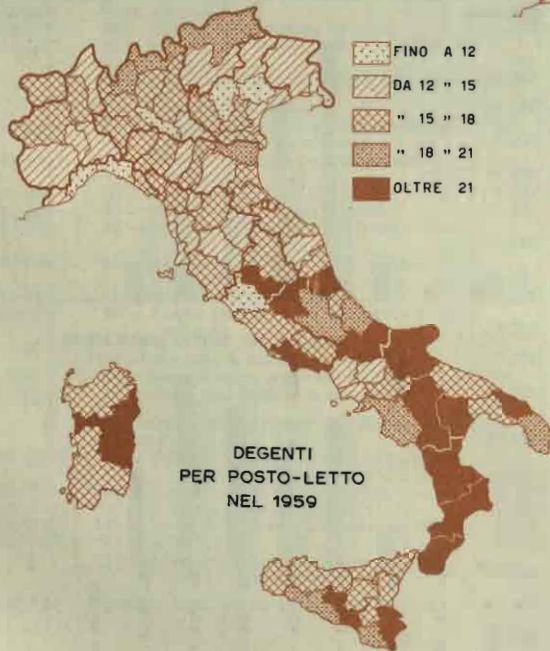 FINO A 12
DA 12 " 15
" 15 " 18
" 18 " 21
OLTRE 21
DEGENTI
PER POSTO-LETTO
NEL 1959